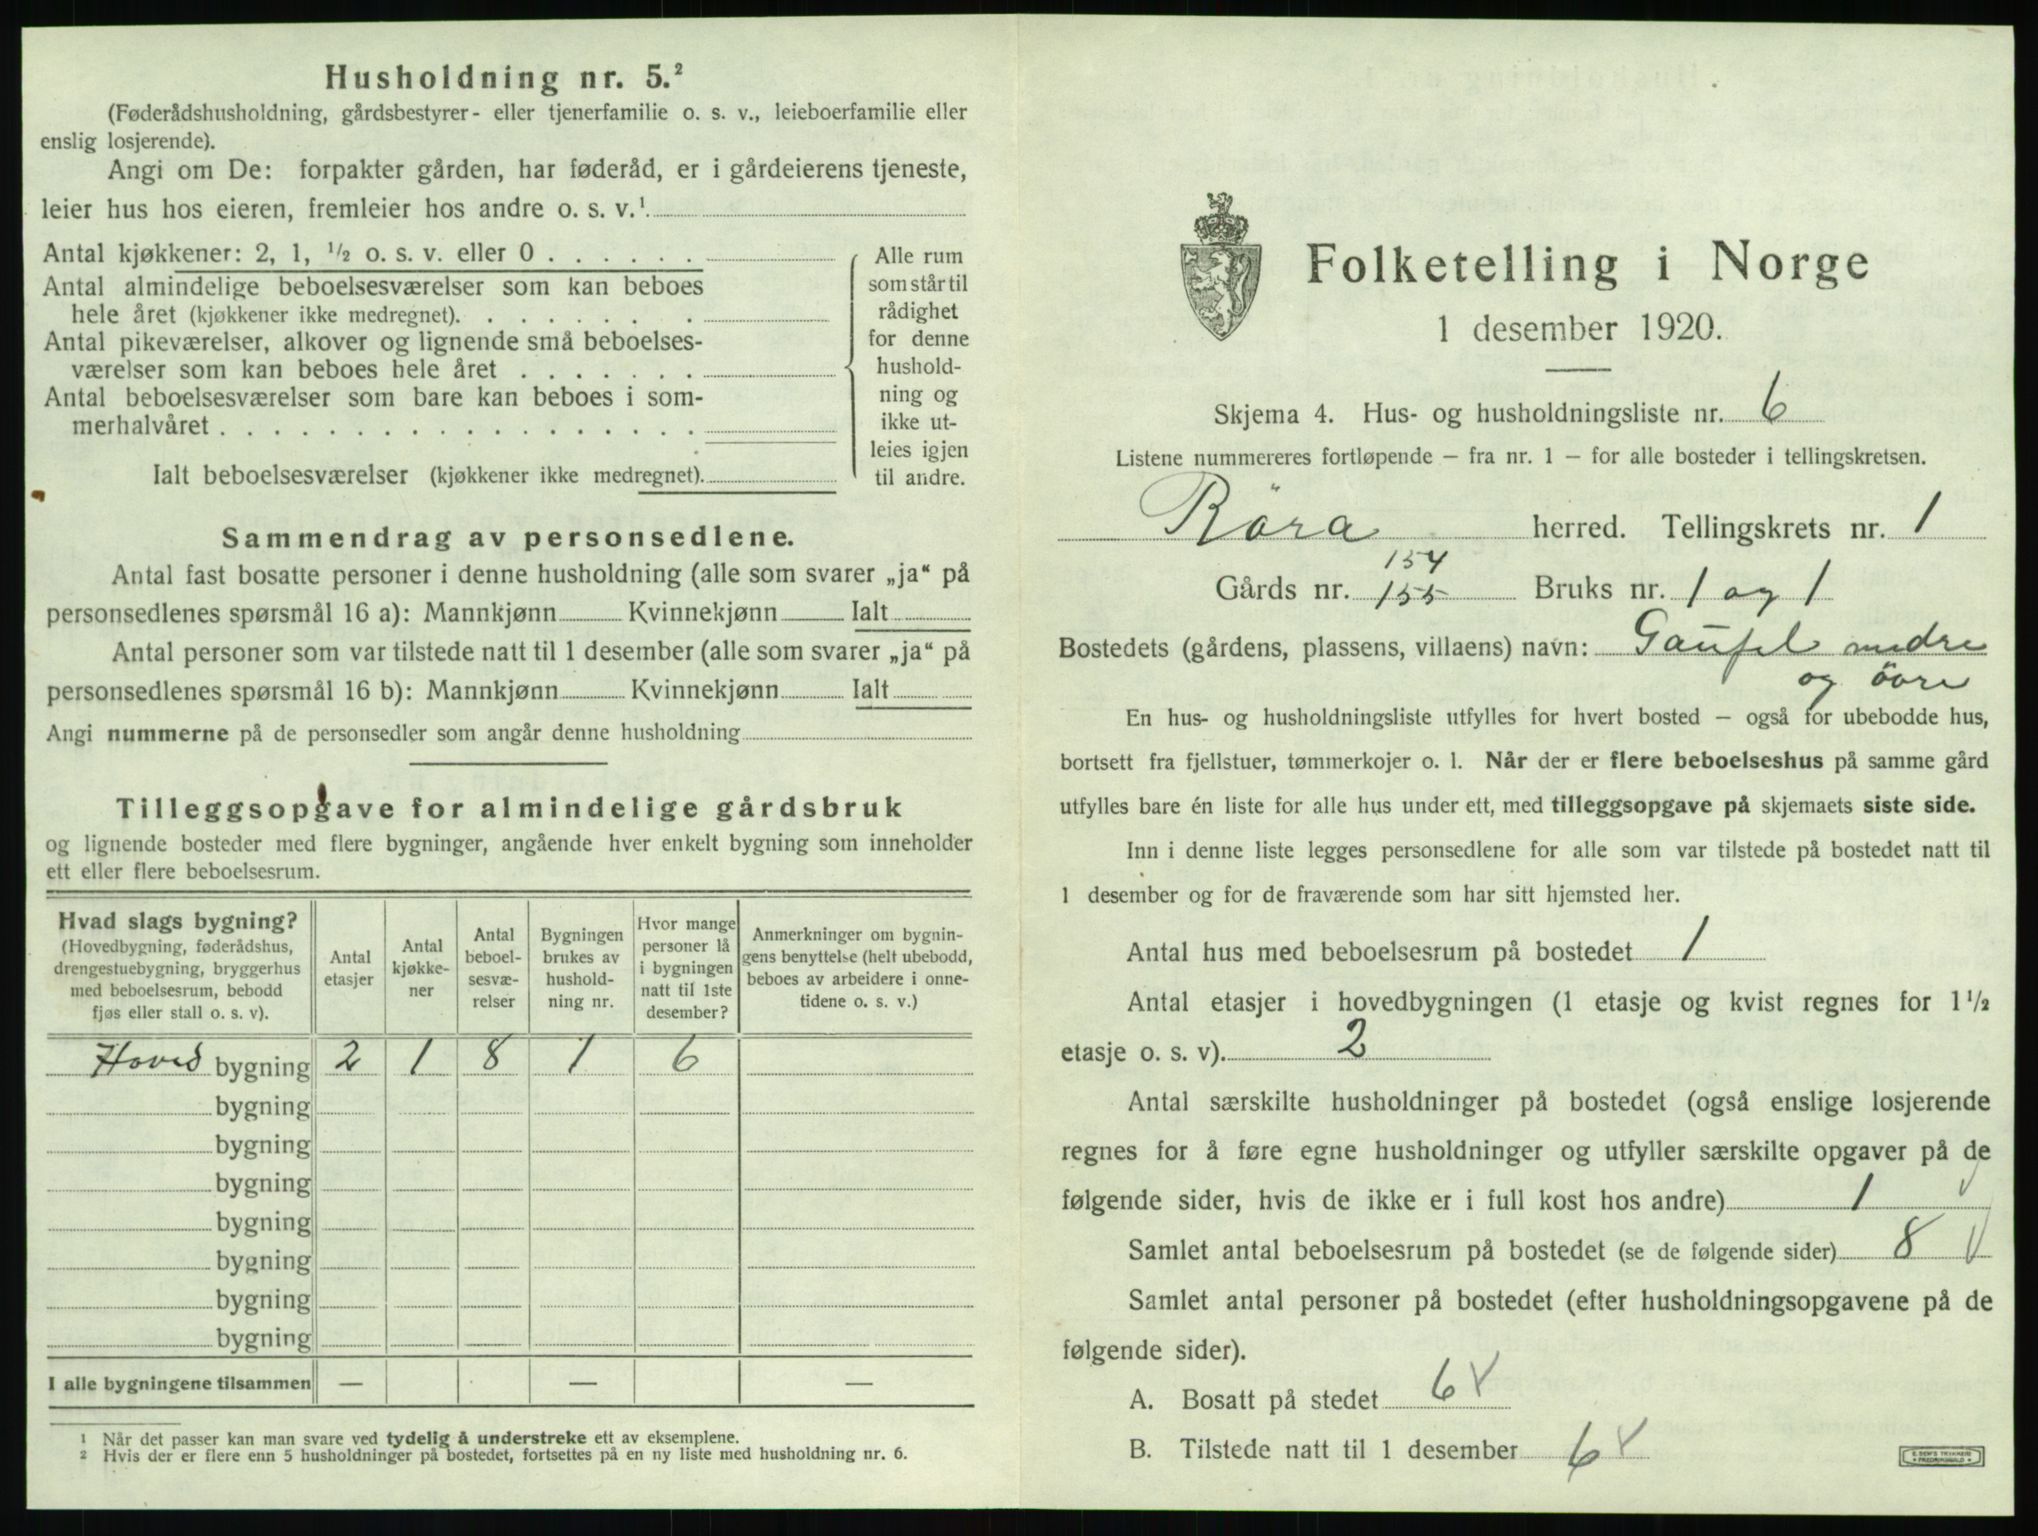 Husholdning nr. 5.²
(Føderådshusholdning, gårdsbestyrer- eller tjenerfamilie o. s. v., leieboerfamilie eller
enslig losjerende).
Angi om De: forpakter gården, har føderåd, er i gårdeierens tjeneste,
leier hus hos eieren, fremleier hos andre o. s. v.¹
Antal kjøkkener: 2, 1, ½ o. s. v. eller 0 . . . . . .
Antal almindelige beboelsesværelser som kan beboes
hele året (kjøkkener ikke medregnet). . . . . . . .
Antal pikeværelser, alkover og lignende små beboelses-
værelser som kan beboes hele året . . . . . . .
Antal beboelsesværelser som bare kan beboes i som-
merhalvåret . . . . . . . . . . . . . . . . . .
Ialt beboelsesværelser (kjøkkener ikke medregnet).
Alle rum
som står til
rådighet
for denne
hushold-
ning og
ikke ut-
leies igjen
til andre.
Sammendrag av personsedlene.
Antal fast bosatte personer i denne husholdning (alle som svarer „ja“ på
personsedlenes spørsmål 16 a): Mannkjønn Kvinnekjønn Ialt
Antal personer som var tilstede natt til 1 desember (alle som svarer „ja“ på
personsedlenes spørsmål 16 b): Mannkjønn Kvinnekjønn Ialt
Angi nummerne på de personsedler som angår denne husholdning
Tilleggsopgave for almindelige gårdsbruk
og lignende bosteder med flere bygninger, angående hver enkelt bygning som inneholder
ett eller flere beboelsesrum.
Hvad slags bygning?
(Hovedbygning, føderådshus,
drengestuebygning, bryggerhus
med beboelsesrum, bebodd
fjøs eller stall o. s. v).
Antal
etasjer
Antal
kjøkke-
ner
Antal
beboel-
sesvæ-
relser
Bygningen
brukes av
hushold-
ning nr.
Hvor mange
personer lå
i bygningen
natt til 1ste
desember?
Anmerkninger om bygnin-
gens benyttelse (helt ubebodd,
beboes av arbeidere i onne-
tidene o. s. v.)
Hoved bygning 2 1 8 1 6
bygning
bygning
bygning
bygning
bygning
bygning
bygning
I alle bygningene tilsammen — — —
1 Når det passer kan man svare ved tydelig å understreke ett av eksemplene.
2 Hvis der er flere enn 5 husholdninger på bostedet, fortsettes på en ny liste med husholdning nr. 6.
Folketelling i Norge
1 desember 1920.
Skjema 4. Hus- og husholdningsliste nr. 6
Listene nummereres fortløpende – fra nr. 1 – for alle bosteder i tellingskretsen.
Röra herred. Tellingskrets nr. 1
154
Gårds nr. 155 Bruks nr. 1 og 1
Bostedets (gårdens, plassens, villaens) navn: Gaufel nedre
og övre
En hus- og husholdningsliste utfylles for hvert bosted – også for ubebodde hus,
bortsett fra fjellstuer, tømmerkojer o. l. Når der er flere beboelseshus på samme gård
utfylles bare én liste for alle hus under ett, med tilleggsopgave på skjemaets siste side.
Inn i denne liste legges personsedlene for alle som var tilstede på bostedet natt til
1 desember og for de fraværende som har sitt hjemsted her.
Antal hus med beboelsesrum på bostedet 1
Antal etasjer i hovedbygningen (1 etasje og kvist regnes for 1½
etasje o. s. v). 2
Antal særskilte husholdninger på bostedet (også enslige losjerende
regnes for å føre egne husholdninger og utfyller særskilte opgaver på de
følgende sider, hvis de ikke er i full kost hos andre) 1
Samlet antal beboelsesrum på bostedet (se de følgende sider) 8
Samlet antal personer på bostedet (efter husholdningsopgavene på de
følgende sider).
A. Bosatt på stedet 6
B. Tilstede natt til 1 desember 6